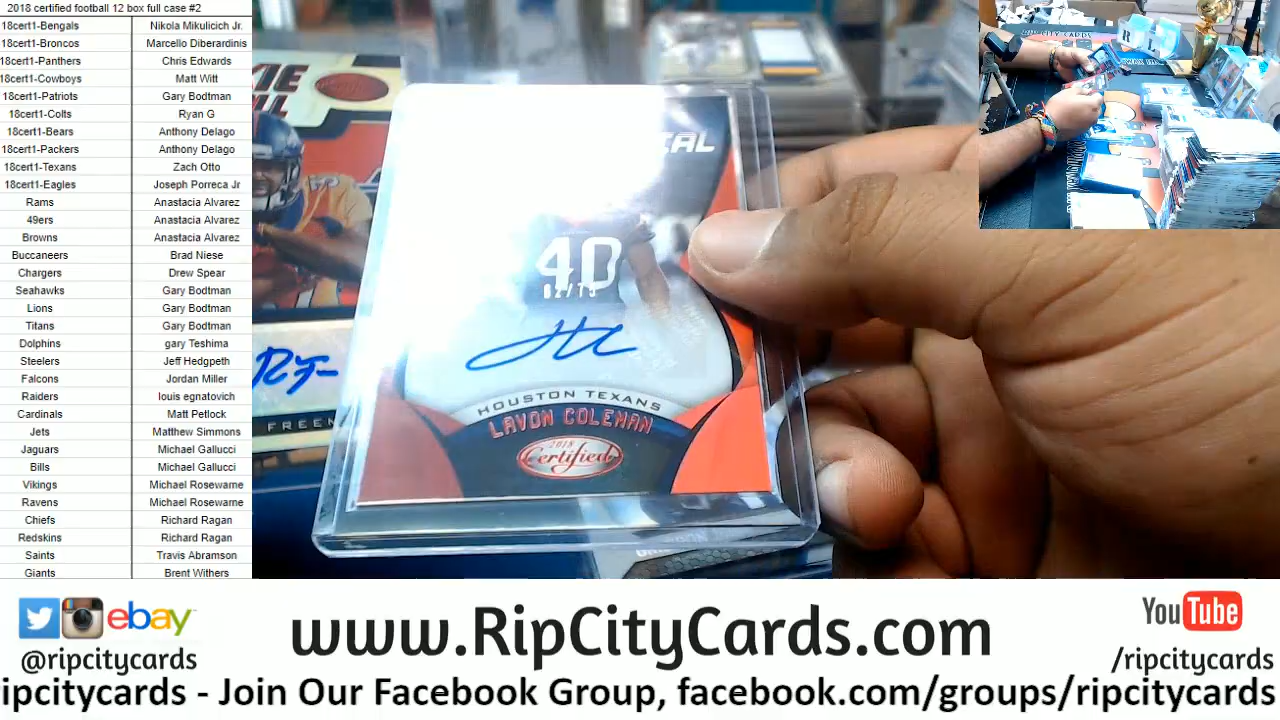 2018 certified football 12 box full case #2
18cert1-Bengals Nikola Mikulicich Jr.
18cert1-Broncos Marcello Diberardinis
18cert1-Panthers Chris Edwards
18cert1-Cowboys Matt Witt
18cert1-Patriots Gary Bodtman
18cert1-Colts Ryan G
18cert1-Bears Anthony Delago
18cert1-Packers Anthony Delago
18cert1-Texans Zach Otto
18cert1-Eagles Joseph Porreca Jr
Rams Anastacia Alvarez
49ers Anastacia Alvarez
Browns Anastacia Alvarez
Buccaneers Brad Niese
Chargers Drew Spear
Seahawks Gary Bodtman
Lions Gary Bodtman
Titans Gary Bodtman
Dolphins gary Teshima
Steelers Jeff Hedgpeth
Falcons Jordan Miller
Raiders louis egnatovich
Cardinals Matt Petlock
Jets Matthew Simmons
Jaguars Michael Gallucci
Bills Michael Gallucci
Vikings Michael Rosewarne
Ravens Michael Rosewarne
Chiefs Richard Ragan
Redskins Richard Ragan
Saints Travis Abramson
Giants Brent Withers
40
HOUSTON TEXANS
LAVON COLEMAN
2018
Certified
FREEM
RIP CITY CARDS
R L
ebay
@ripcitycards
www.RipCityCards.com
YouTube
/ripcitycards
ipcitycards - Join Our Facebook Group, facebook.com/groups/ripcitycards